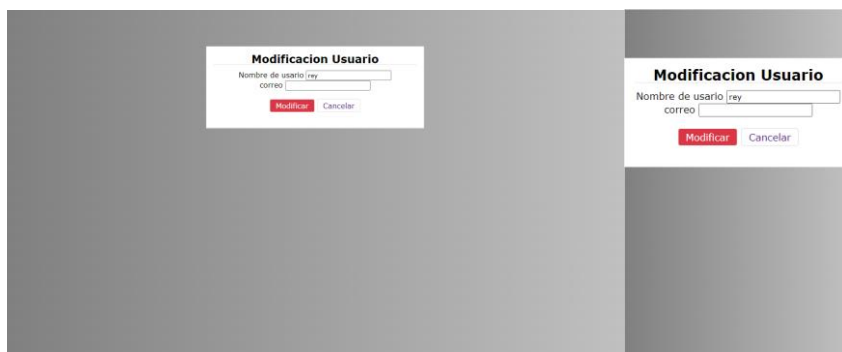 Modificacion Usuario
Nombre de usario rey
correo
Modificar Cancelar
Modificacion Usuario
Nombre de usario rey
correo
Modificar Cancelar